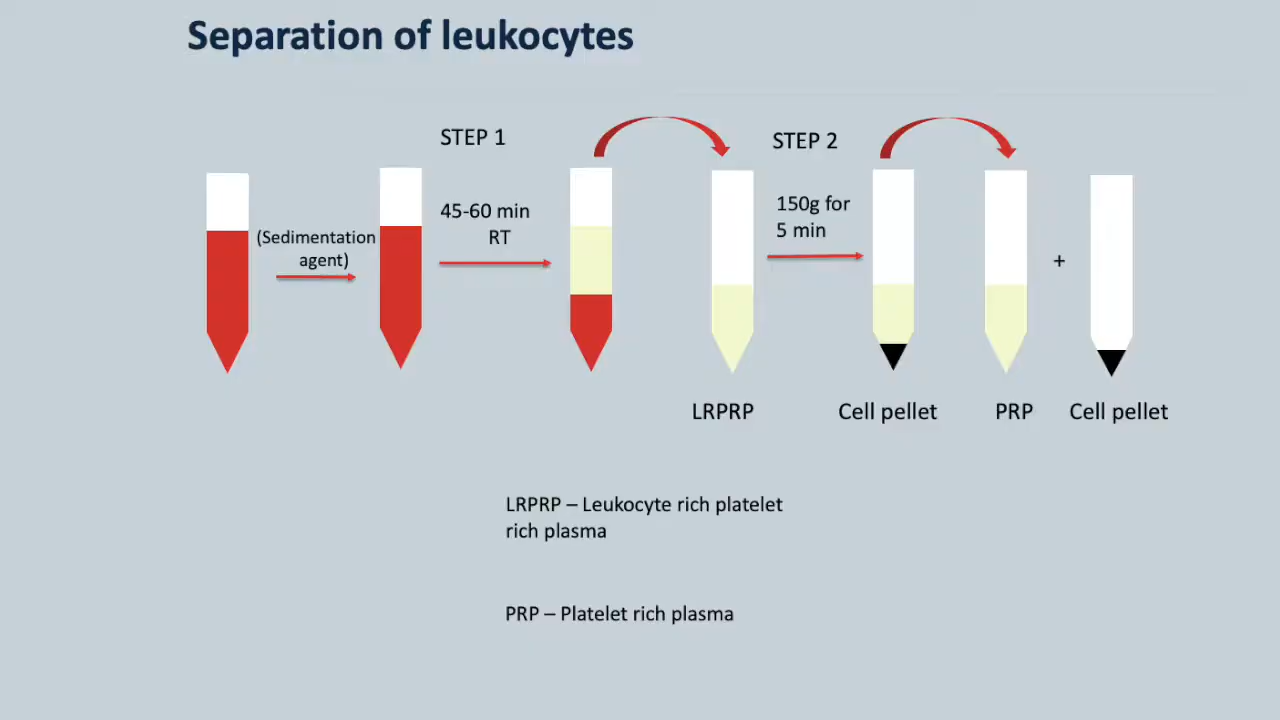 Separation of leukocytes
STEP 1
STEP 2
(Sedimentation
agent)
45-60 min
RT
150g for
5 min
+
LRPRP
Cell pellet
PRP
Cell pellet
LRPRP – Leukocyte rich platelet
rich plasma
PRP – Platelet rich plasma